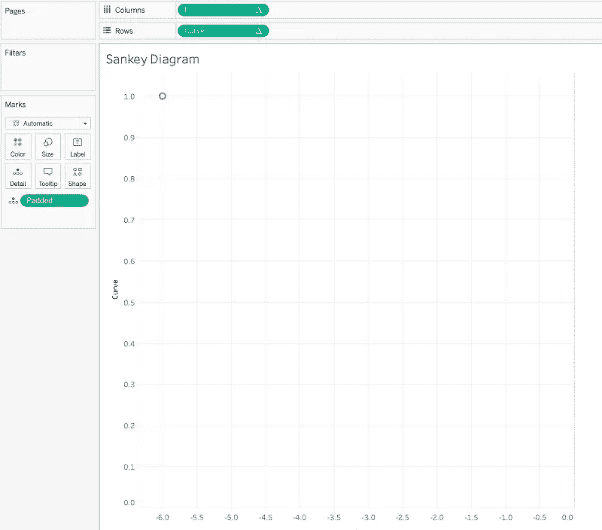 Pages
Columns
Rows
Filters
Marks
Automatic
Color
Size
Label
Detail
Tooltip
Shape
Padded
Sankey Diagram
1.0
0.9
0.8
0.7
0.6
0.5
0.4
0.3
0.2
0.1
0.0
Curve
-6.0 -9.5 -4.5 -4.5 -4.0 -3.5 -3.0 -2.5 -2.0 -1.5 -1.0 -0.5 0.0